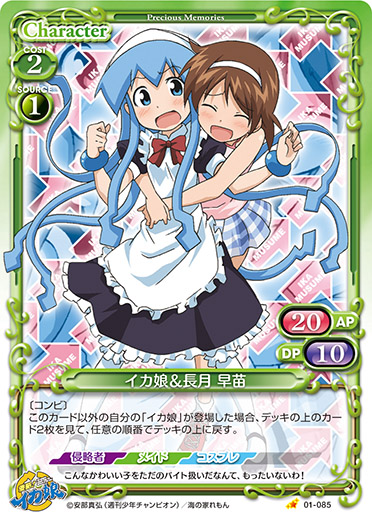 Precious Memories
Character
COST
2
SOURCE
1
IKA MUSUME
20 AP
DP 10
イカ娘&長月 早苗
[コンビ]
このカード以外の自分の「イカ娘」が登場した場合、デッキの上のカー
ド2枚を見て、任意の順番でデッキの上に戻す。
侵略者 メイド コスプレ
こんなかわいい子をただのバイト扱いだなんて、もったいないわ!
イカ娘
©安部真弘(週刊少年チャンピオン)/海の家れもん
01-085